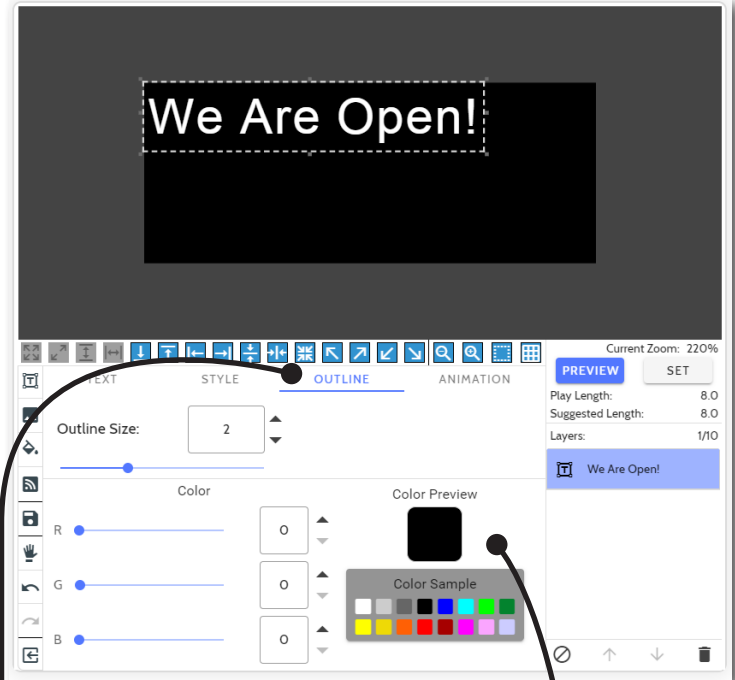 We Are Open!
Current Zoom: 220%
TEXT STYLE OUTLINE ANIMATION
PREVIEW SET
Play Length: 8.0
Suggested Length: 8.0
Layers: 1/10
T We Are Open!
Outline Size: 2
Color
Color Preview
R 0
G 0
Color Sample
B 0